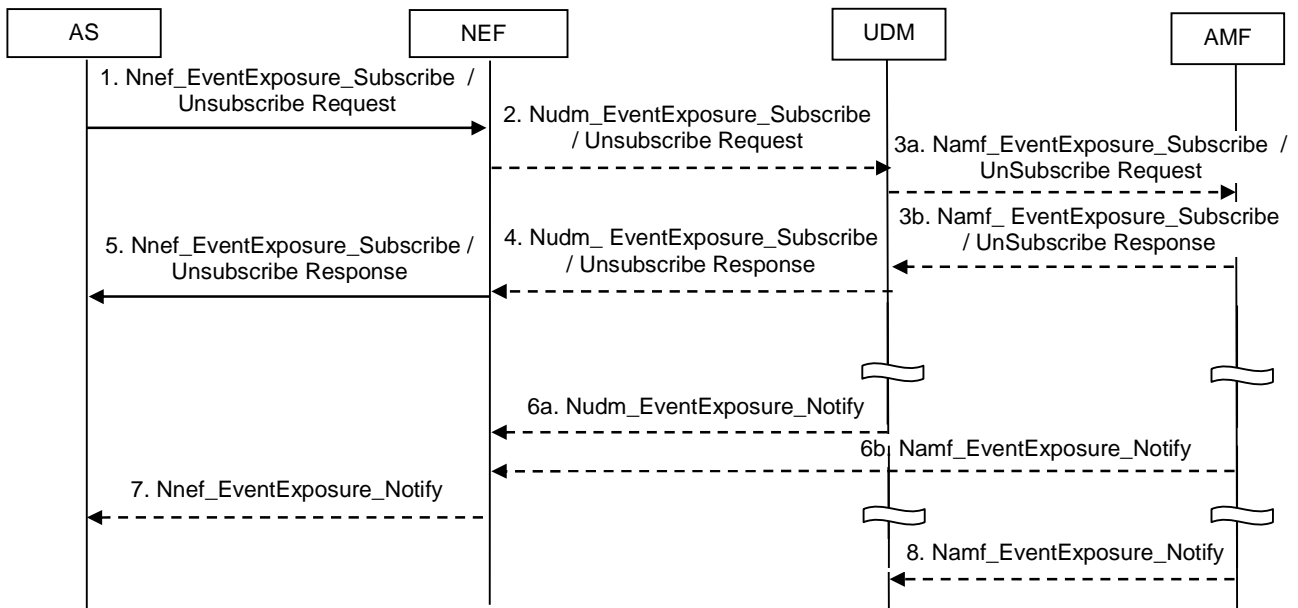 AS
NEF
UDM
AMF
1. Nnef_EventExposure_Subscribe /
Unsubscribe Request
2. Nudm_EventExposure_Subscribe
/ Unsubscribe Request
3a. Namf_EventExposure_Subscribe /
UnSubscribe Request
3b. Namf_ EventExposure_Subscribe
/ UnSubscribe Response
4. Nudm_ EventExposure_Subscribe
/ Unsubscribe Response
5. Nnef_EventExposure_Subscribe /
Unsubscribe Response
6a. Nudm_EventExposure_Notify
6b. Namf_EventExposure_Notify
7. Nnef_EventExposure_Notify
8. Namf_EventExposure_Notify